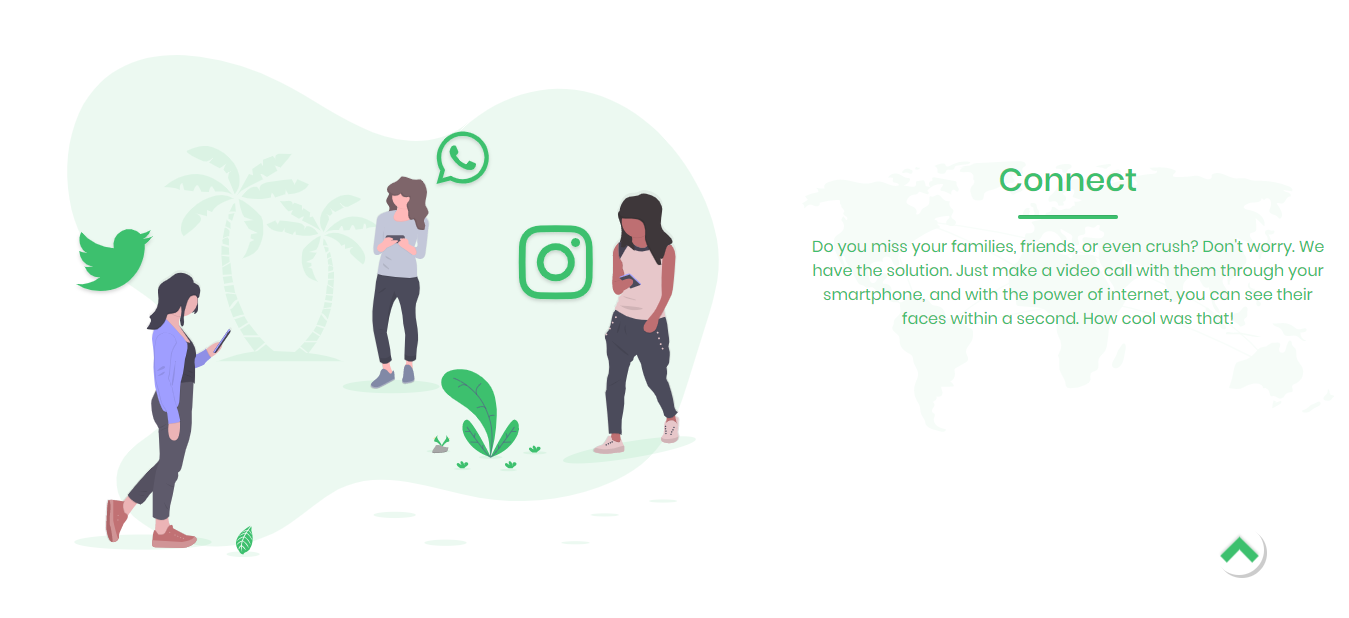 Connect
Do you miss your families, friends, or even crush? Don't worry. We
have the solution. Just make a video call with them through your
smartphone, and with the power of internet, you can see their
faces within a second. How cool was that!